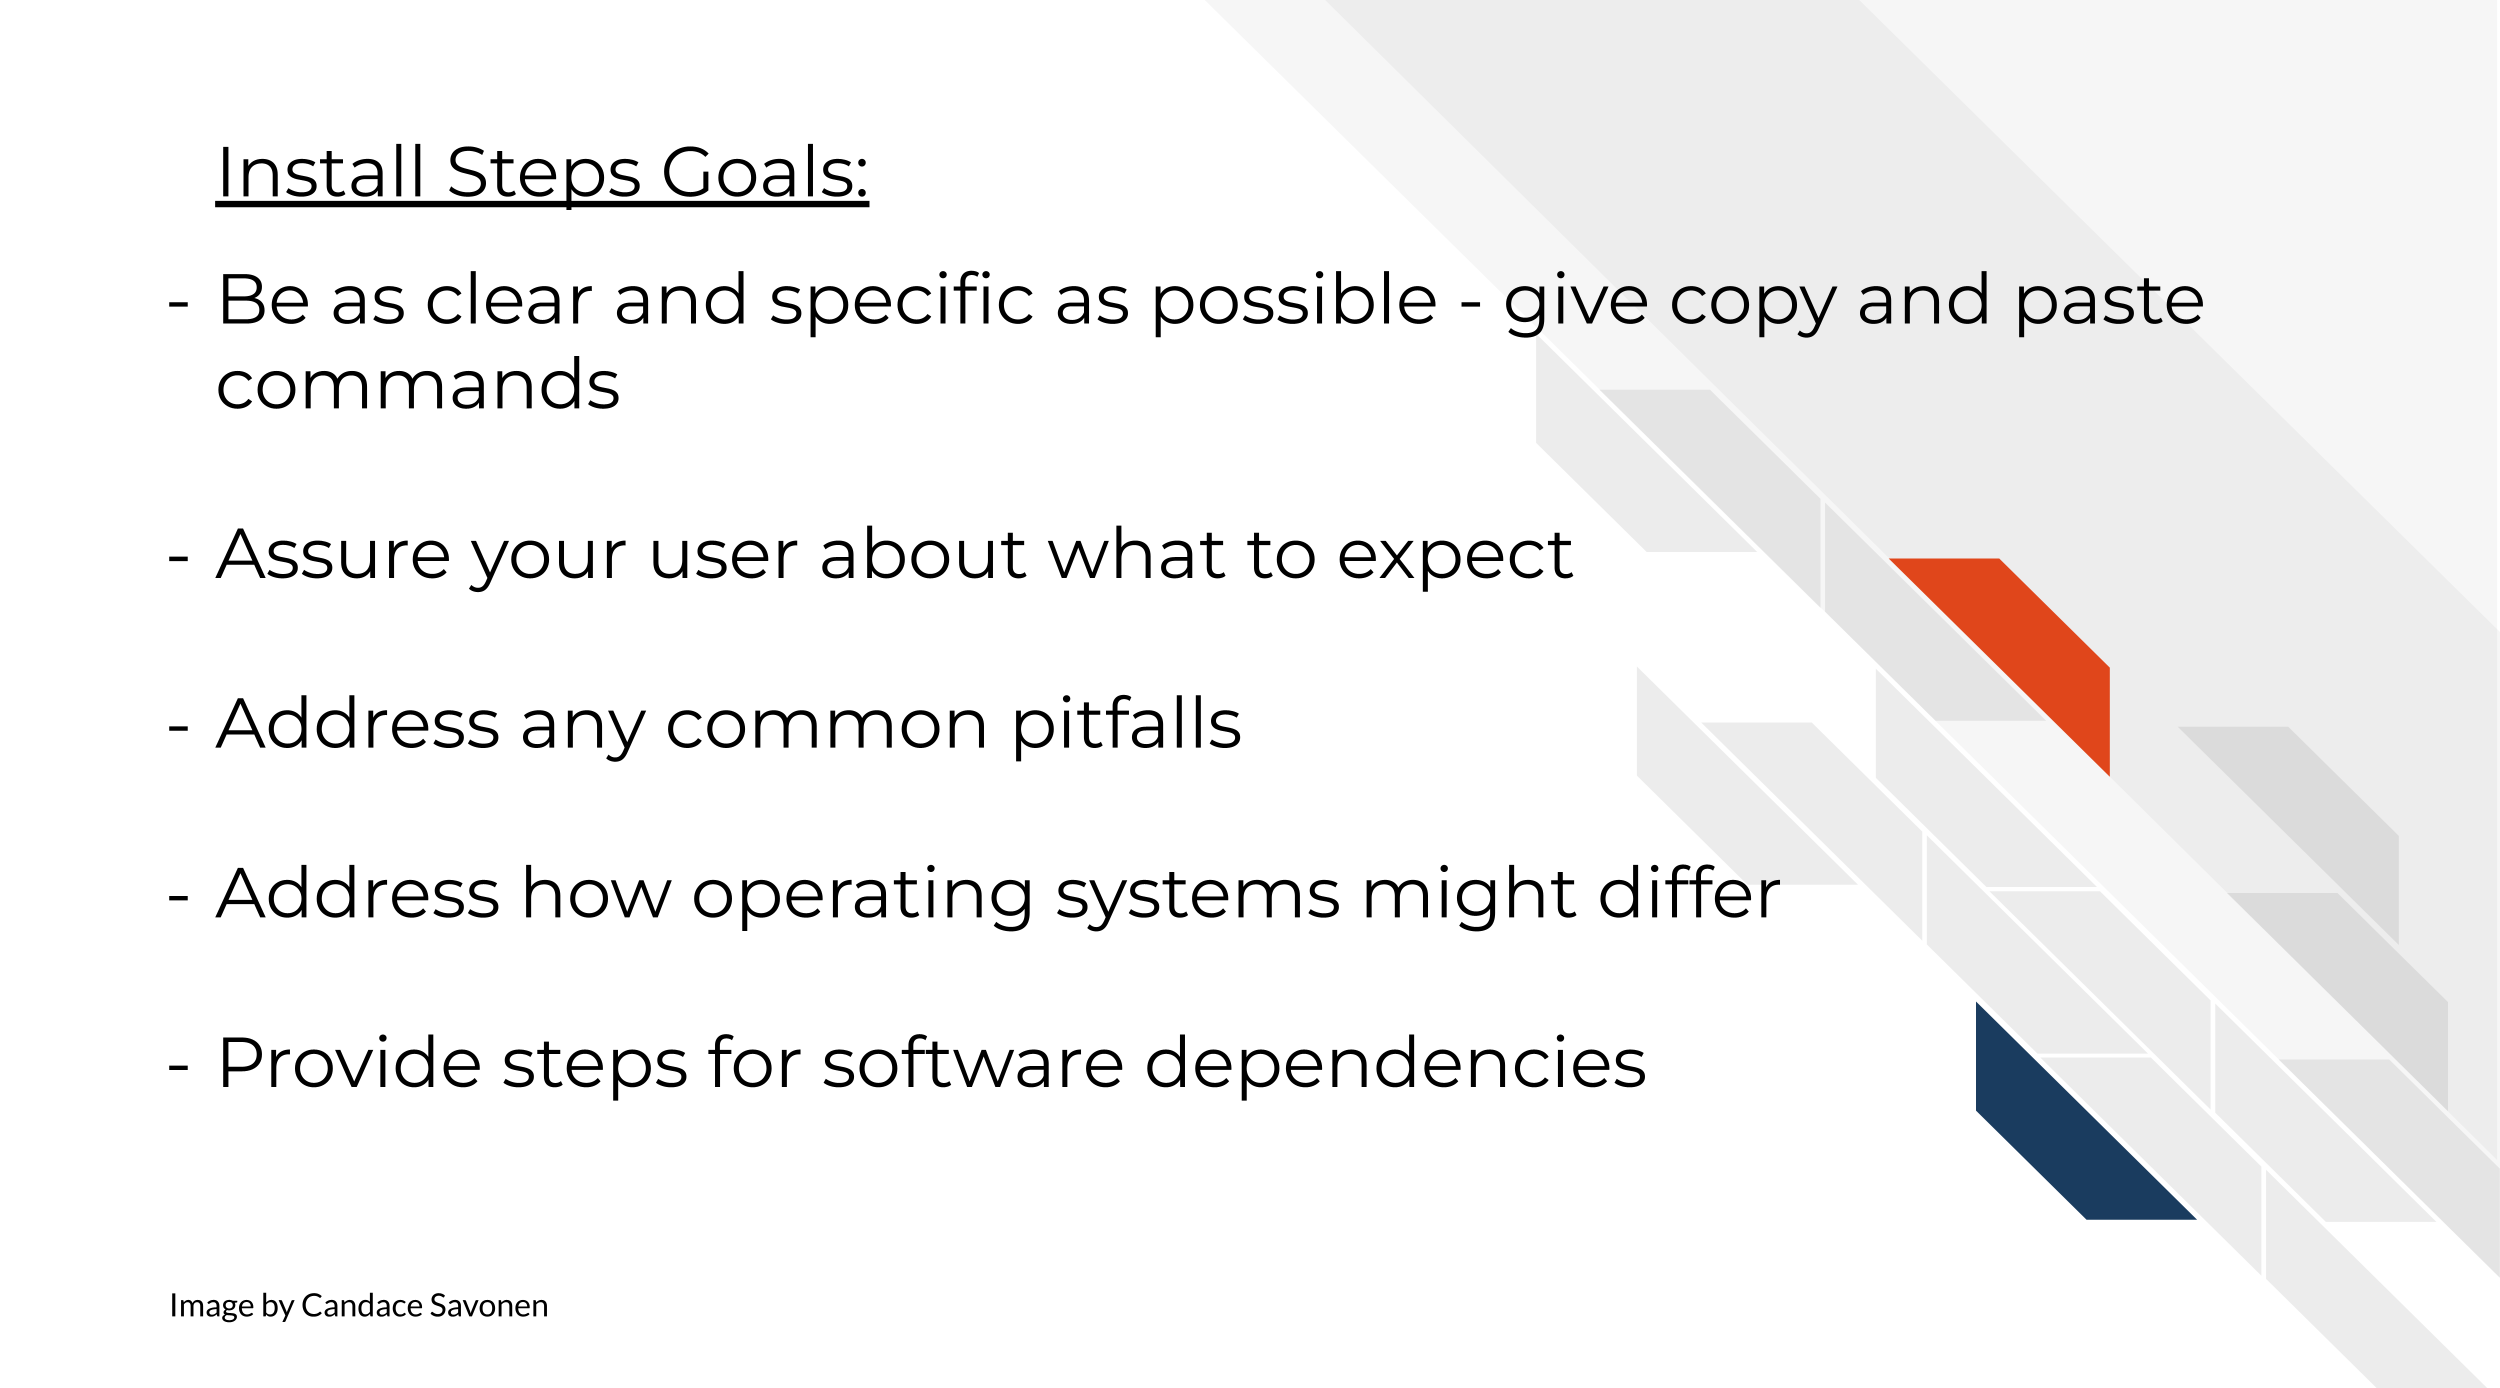 Install Steps Goals:
- Be as clear and specific as possible - give copy and paste
commands
- Assure your user about what to expect
- Address any common pitfalls
- Address how operating systems might differ
- Provide steps for software dependencies
Image by Candace Savonen